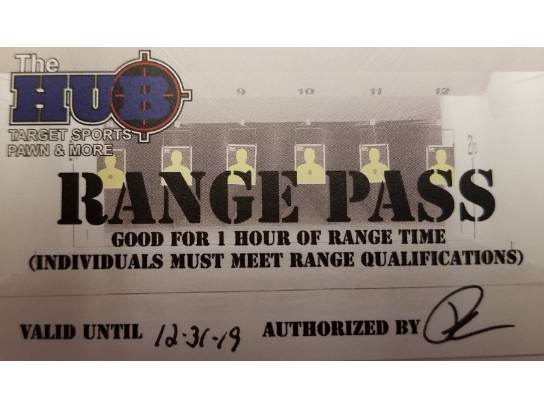 The
HUB
TARGET SPORTS
PAWN & MORE
9 10 11 12
RANGE PASS
GOOD FOR 1 HOUR OF RANGE TIME
(INDIVIDUALS MUST MEET RANGE QUALIFICATIONS)
VALID UNTIL 12-31-19 AUTHORIZED BY